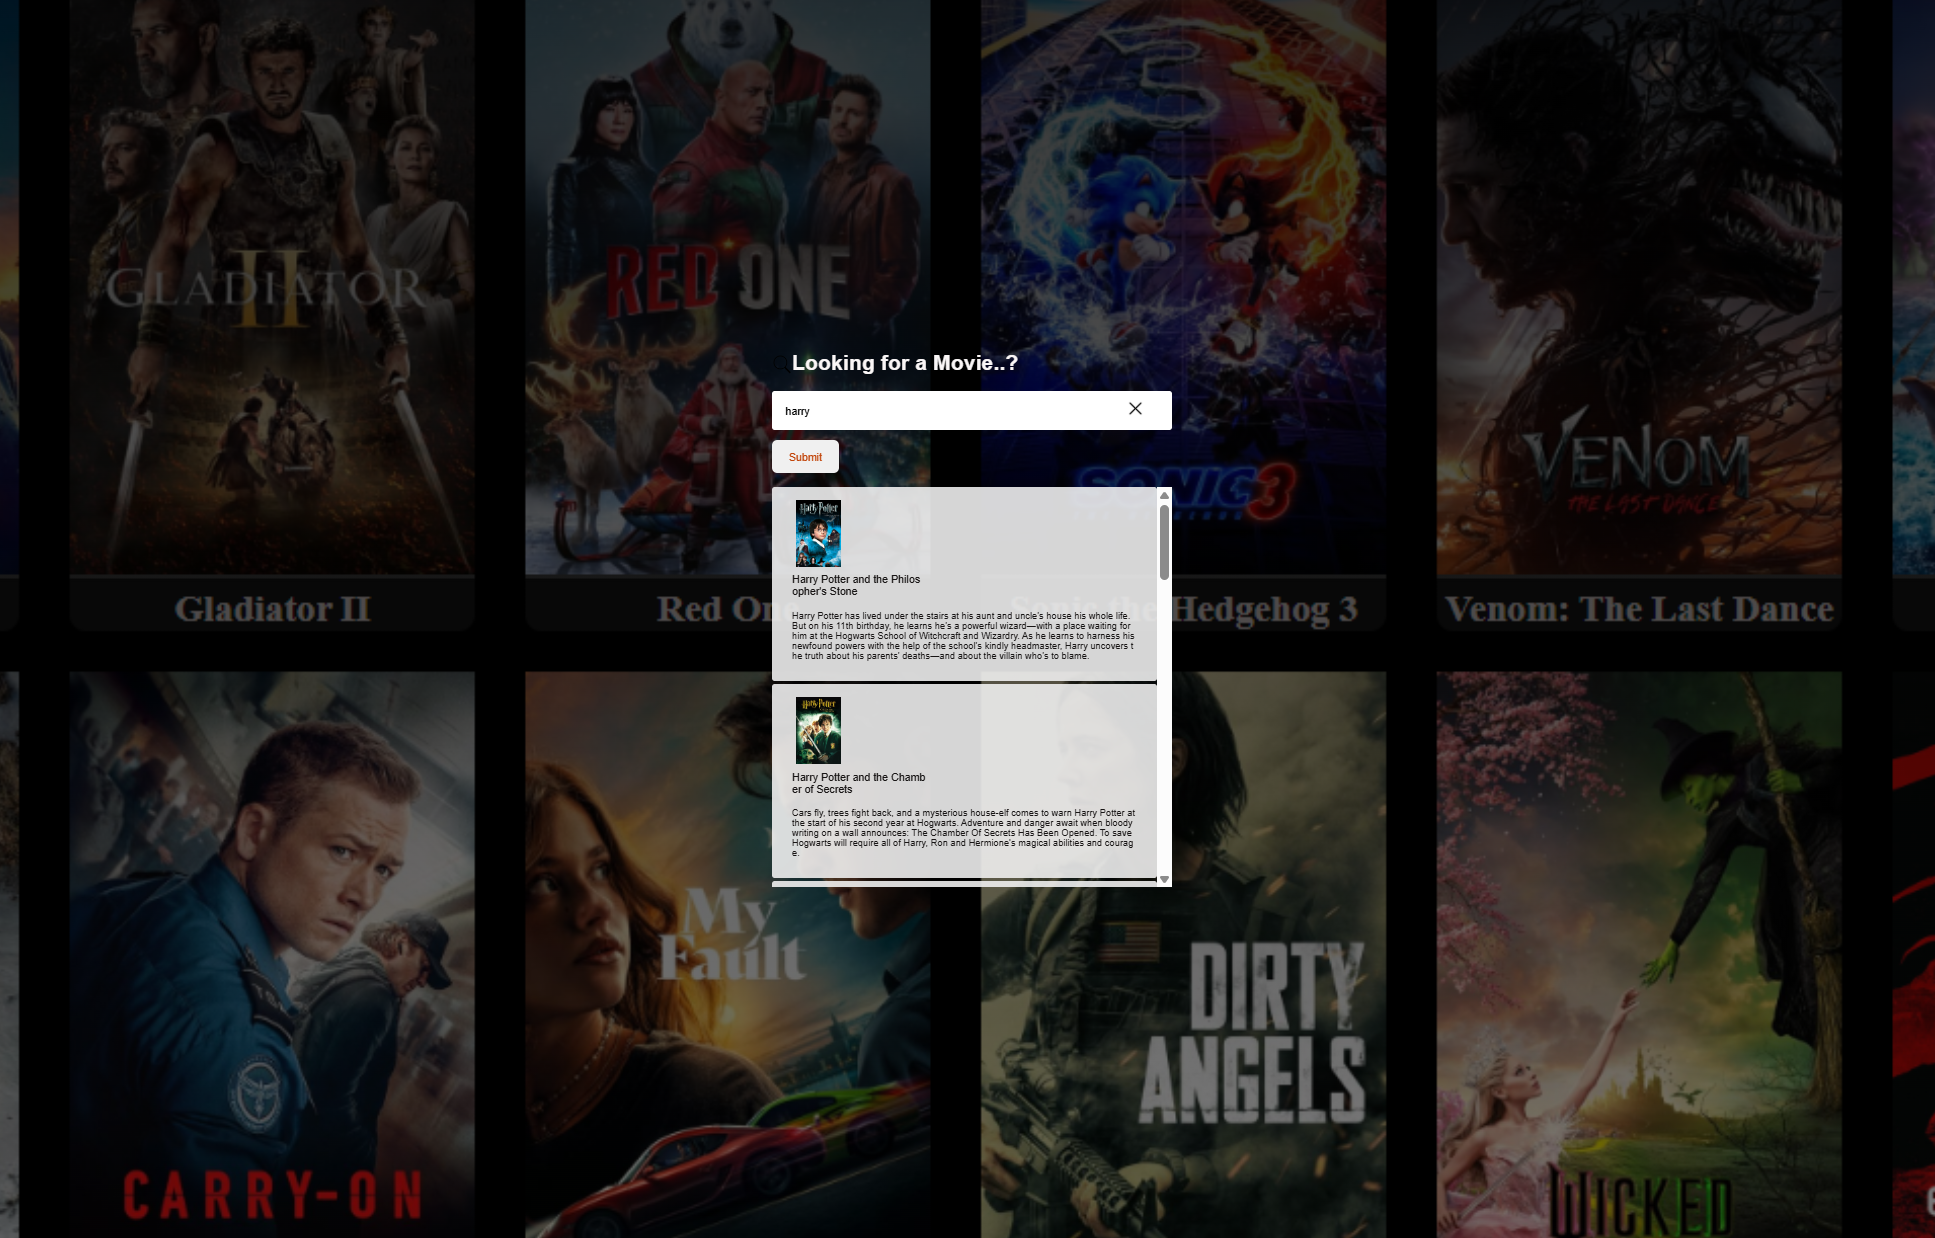 GLADIATOR
II
RED ONE
Looking for a Movie..?
harry
Submit
SONIC 3
VENOM
THE LAST DANCE
Harry Potter
Harry Potter and the Philos
opher's Stone
Gladiator II
Red One
Sonic the Hedgehog 3
Venom: The Last Dance
Harry Potter has lived under the stairs at his aunt and uncle's house his whole life.
But on his 11th birthday, he learns he's a powerful wizard—with a place waiting for
him at the Hogwarts School of Witchcraft and Wizardry. As he learns to harness his
newfound powers with the help of the school's kindly headmaster, Harry uncovers t
he truth about his parents' deaths—and about the villain who's to blame.
Harry Potter
Harry Potter and the Chamb
er of Secrets
Cars fly, trees fight back, and a mysterious house-elf comes to warn Harry Potter at
the start of his second year at Hogwarts. Adventure and danger await when bloody
writing on a wall announces: The Chamber Of Secrets Has Been Opened. To save
Hogwarts will require all of Harry, Ron and Hermione's magical abilities and courag
e.
My
Fault
DIRTY
ANGELS
CARRY-ON
WICKED